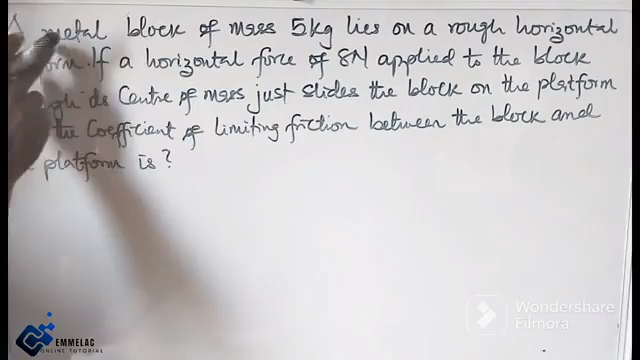 A metal block of mass 5kg lies on a rough horizontal
If a horizontal force of 8N applied to the block
its Centre of mass just slides the block on the platform
the Coefficient of limiting friction between the block and
platform is?
Wondershare
Filmora
EMMELAC
ONLINE TUTORIAL